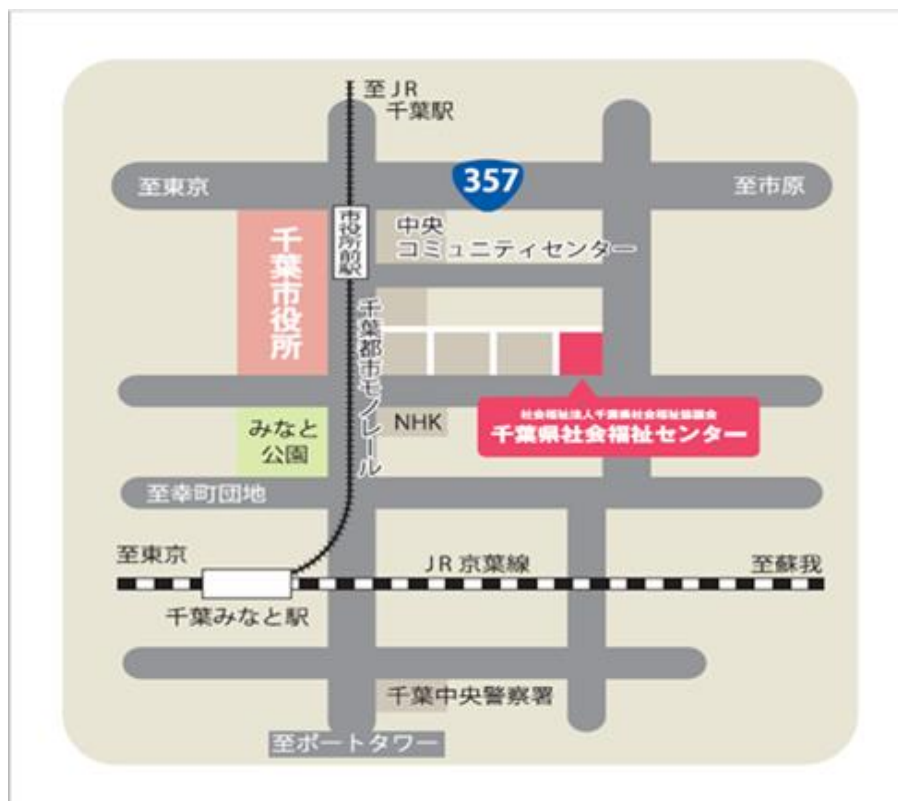 至JR
千葉駅
至東京
357
至市原
市役所前駅
中央
コミュニティセンター
千葉市役所
千葉都市モノレール
みなと
公園
NHK
社会福祉法人千葉県社会福祉協議会
千葉県社会福祉センター
至幸町団地
至東京
JR京葉線
至蘇我
千葉みなと駅
千葉中央警察署
至ポートタワー